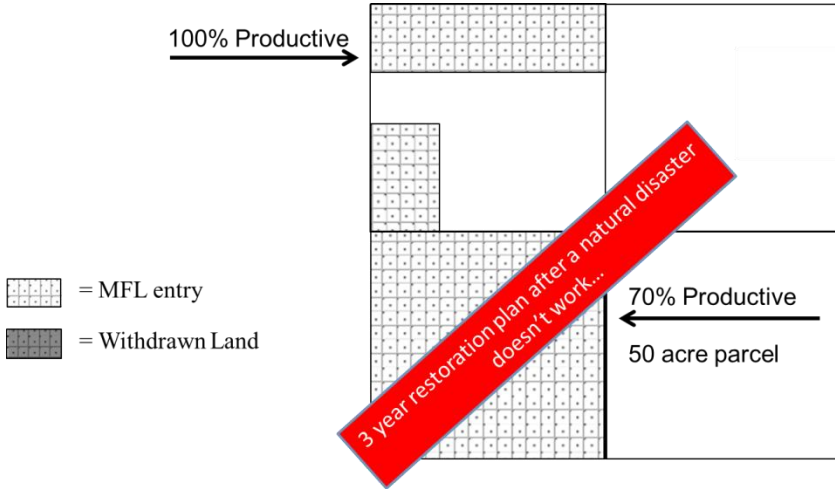 100% Productive
3 year restoration plan after a natural disaster
doesn't work...
= MFL entry
= Withdrawn Land
70% Productive
50 acre parcel